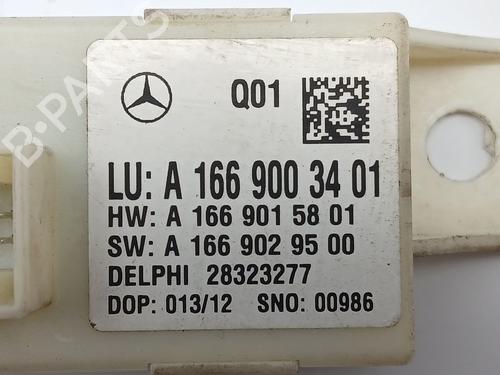 Q01
LU: A 166 900 34 01
HW: A 166 901 58 01
SW: A 166 902 95 00
DELPHI 28323277
DOP: 013/12 SNO: 00986
B-PARTS